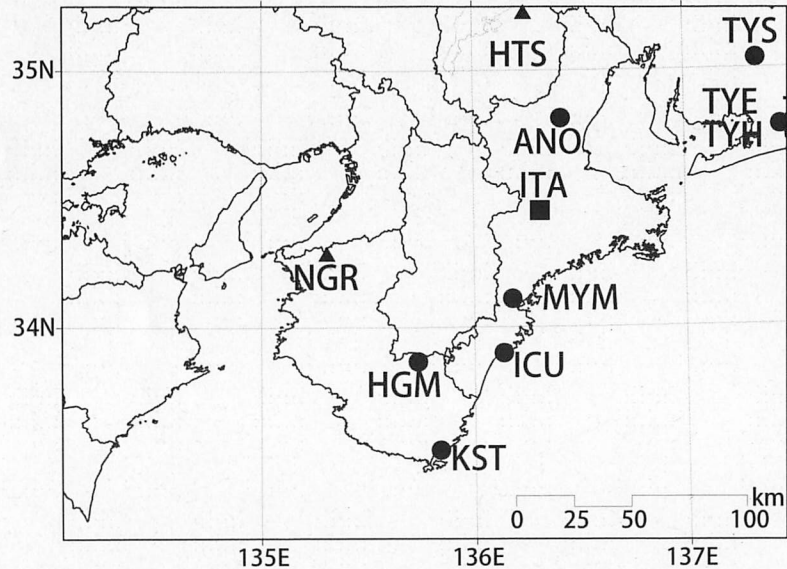 TYS
HTS
35N
TYE
ANO
TYH
ITA
NGR
MYM
34N
ICU
HGM
KST
km
0 25 50 100
135E 136E 137E